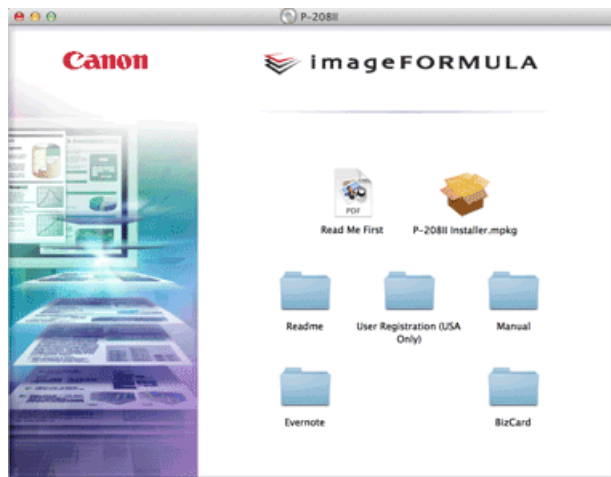 P-208II
Canon
imageFORMULA
PDF
Read Me First
P-208II Installer.mpkg
Readme
User Registration (USA
Only)
Manual
Evernote
BizCard